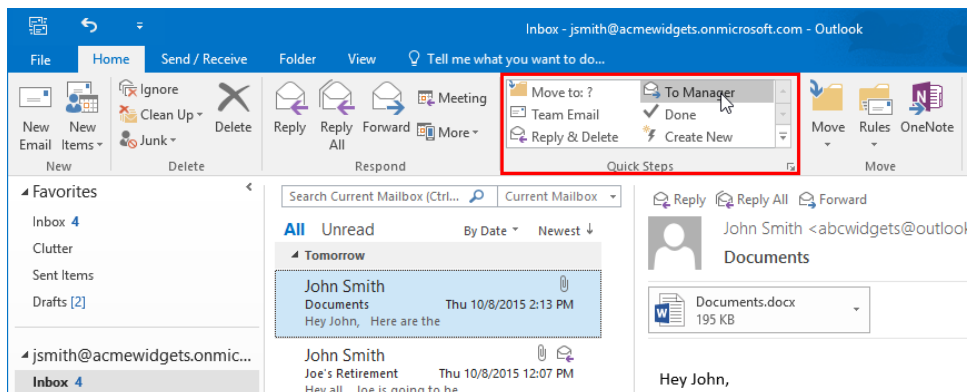 Inbox - jsmith@acmewidgets.onmicrosoft.com - Outlook
File Home Send / Receive Folder View Tell me what you want to do...
New Email
New Items
New
Ignore
Clean Up
Junk
Delete
Delete
Reply
Reply All
Forward
Meeting
More
Respond
Move to: ?
To Manager
Team Email
Done
Reply & Delete
Create New
Quick Steps
Move
Rules
OneNote
Move
Favorites
Inbox 4
Clutter
Sent Items
Drafts [2]
jsmith@acmewidgets.onmic...
Inbox 4
Search Current Mailbox (Ctrl... Current Mailbox
All Unread By Date Newest
Tomorrow
John Smith
Documents Thu 10/8/2015 2:13 PM
Hey John, Here are the
John Smith
Joe's Retirement Thu 10/8/2015 12:07 PM
Hey all, Joe is going to be
Reply Reply All Forward
John Smith <abcwidgets@outlook
Documents
Documents.docx
195 KB
Hey John,